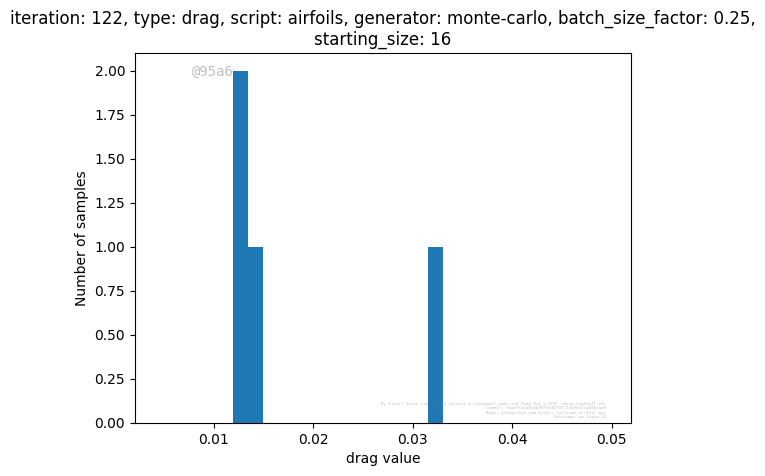 iteration: 122, type: drag, script: airfoils, generator: monte-carlo, batch_size_factor: 0.25,
starting_size: 16
@95a6
2.00
1.75
1.50
1.25
1.00
0.75
0.50
0.25
0.00
Number of samples
0.01
0.02
0.03
0.04
0.05
drag value